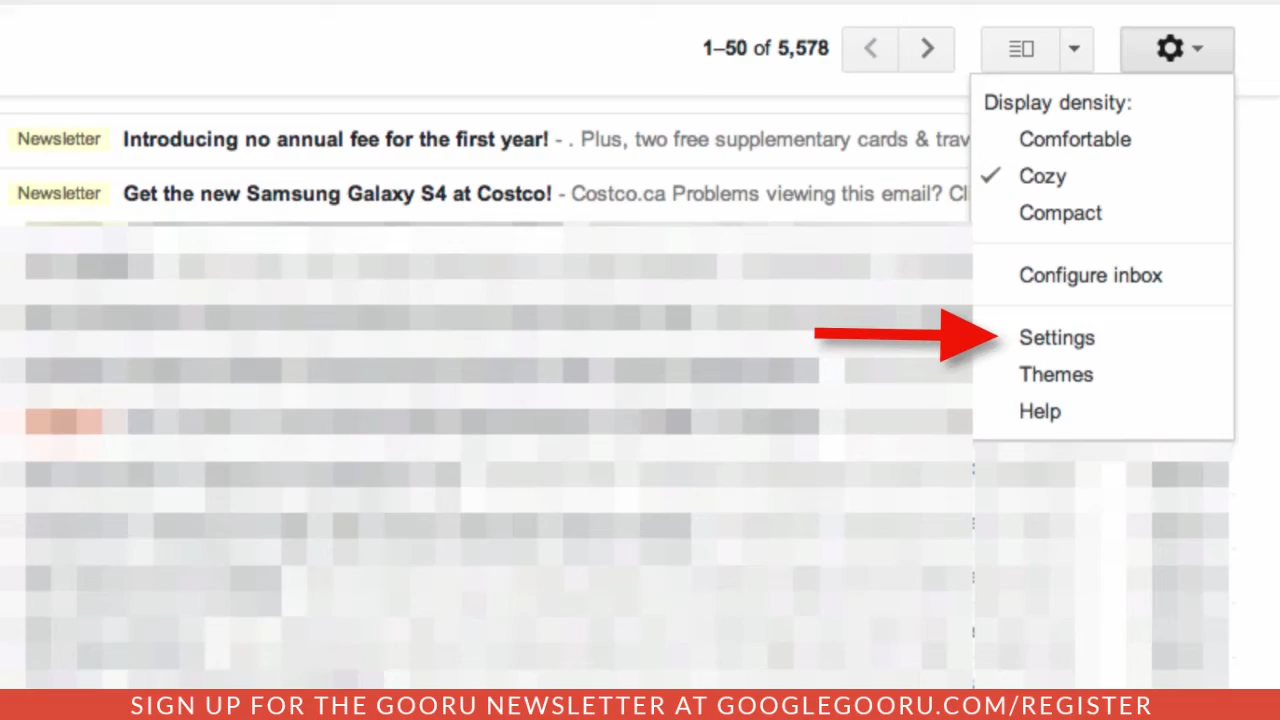 1–50 of 5,578
Display density:
Newsletter Introducing no annual fee for the first year! - . Plus, two free supplementary cards & trav
Comfortable
Cozy
Newsletter Get the new Samsung Galaxy S4 at Costco! - Costco.ca Problems viewing this email? Cl
Compact
Configure inbox
Settings
Themes
Help
SIGN UP FOR THE GOORU NEWSLETTER AT GOOGLEGOORU.COM/REGISTER